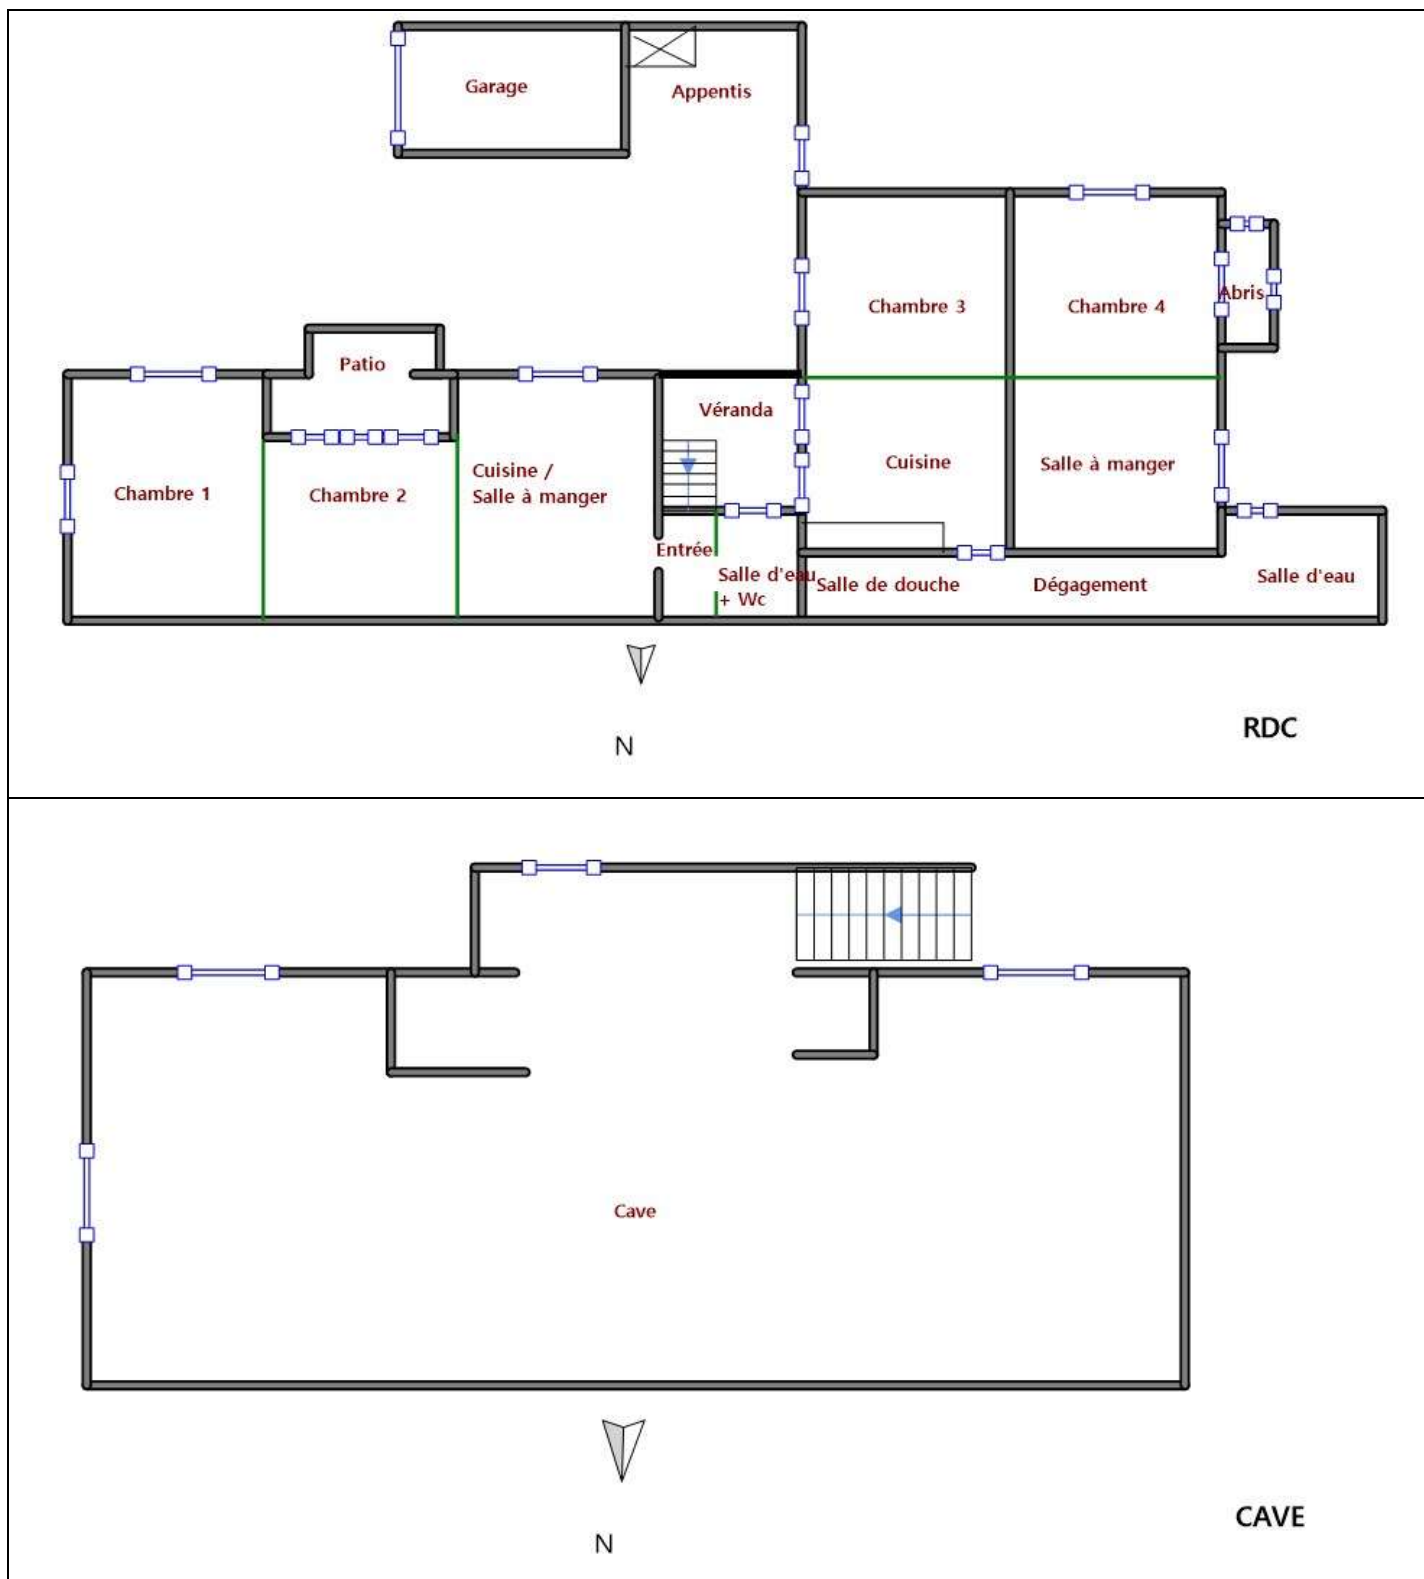 Garage
Appentis
Chambre 3
Chambre 4
Abris
Patio
Véranda
Cuisine /
Salle à manger
Cuisine
Salle à manger
Chambre 1
Chambre 2
Entrée
Salle d'eau
+ Wc
Salle de douche
Dégagement
Salle d'eau
N
RDC
Cave
N
CAVE